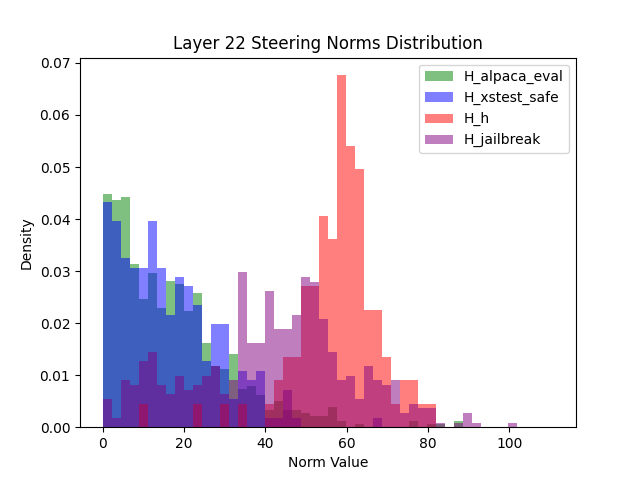 Layer 22 Steering Norms Distribution
H_alpaca_eval
H_xstest_safe
H_h
H_jailbreak
Density
0.07
0.06
0.05
0.04
0.03
0.02
0.01
0.00
0 20 40 60 80 100
Norm Value